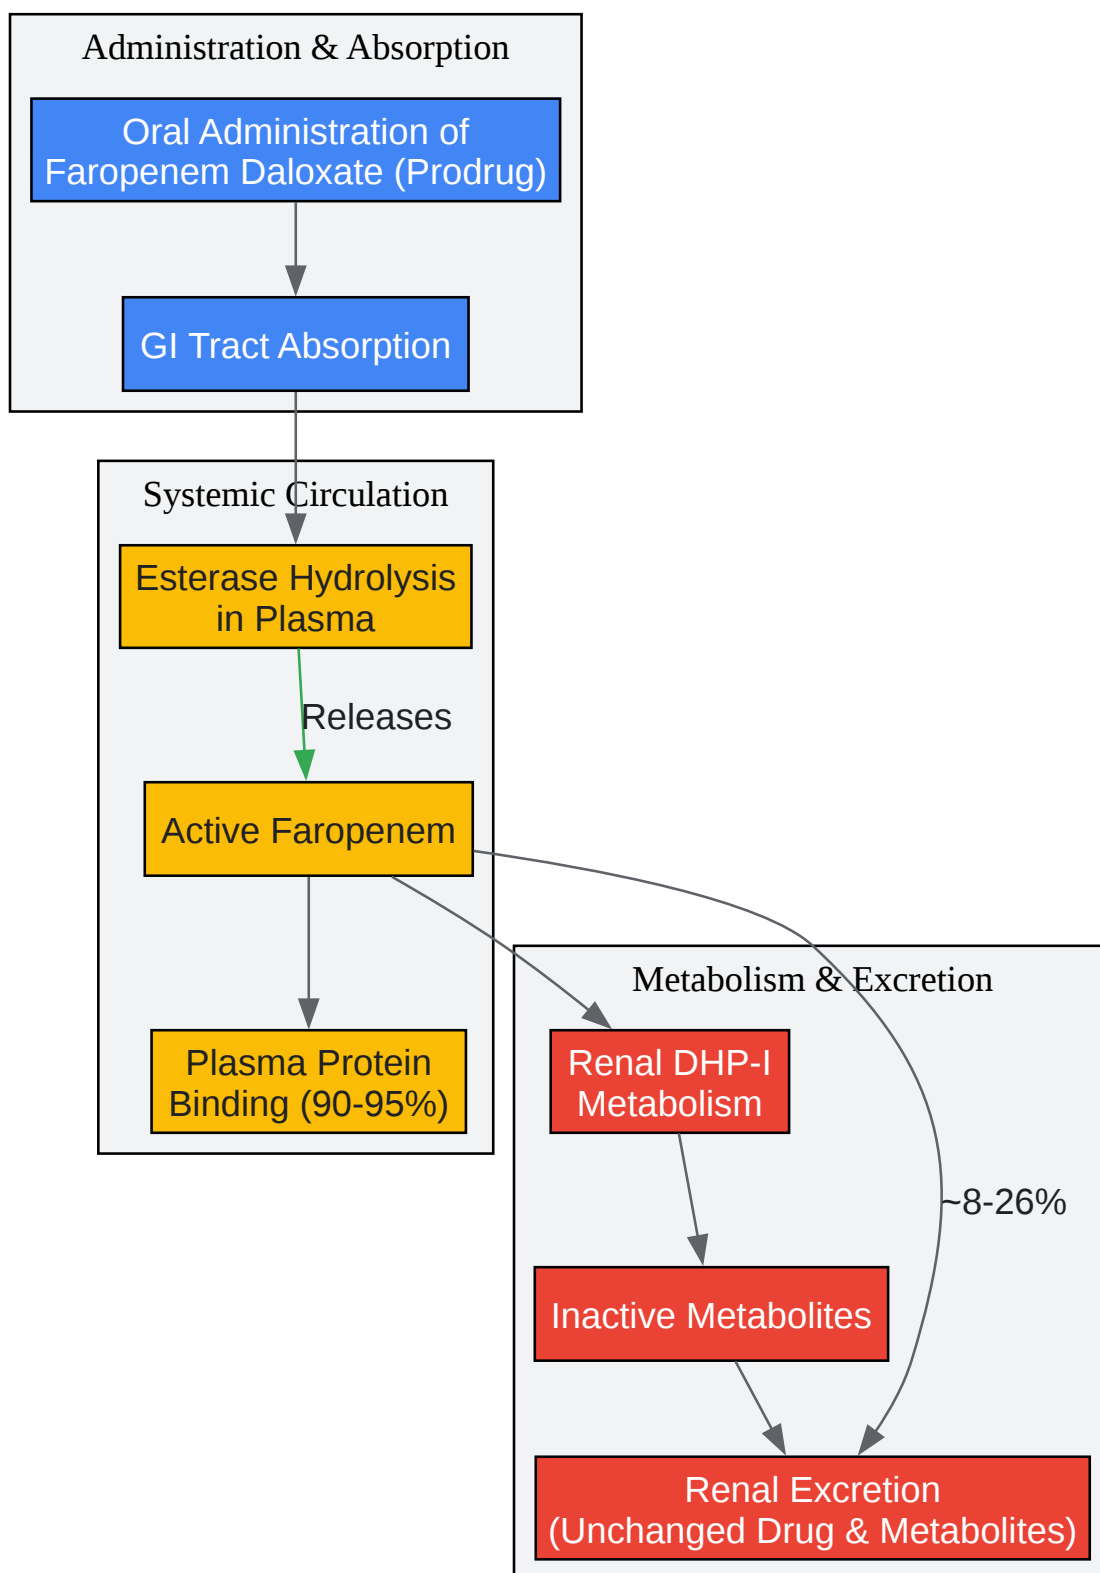 Administration & Absorption
Oral Administration of
Faropenem Daloxate (Prodrug)
GI Tract Absorption
Systemic Circulation
Esterase Hydrolysis
in Plasma
Releases
Active Faropenem
Plasma Protein
Binding (90-95%)
Metabolism & Excretion
Renal DHP-I
Metabolism
~8-26%
Inactive Metabolites
Renal Excretion
(Unchanged Drug & Metabolites)